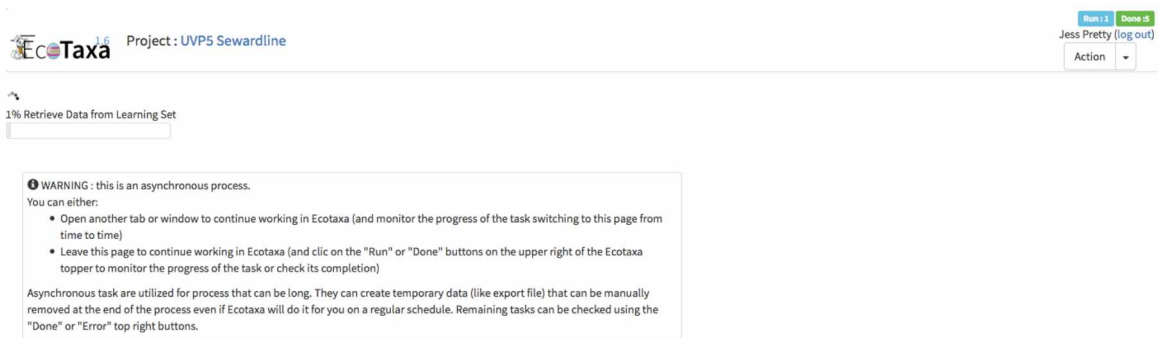 Run : 1 Done :5
EcoTaxa 1.6 Project : UVP5 Sewardline
Jess Pretty (log out)
Action
1% Retrieve Data from Learning Set
WARNING : this is an asynchronous process.
You can either:
• Open another tab or window to continue working in Ecotaxa (and monitor the progress of the task switching to this page from
time to time)
• Leave this page to continue working in Ecotaxa (and clic on the "Run" or "Done" buttons on the upper right of the Ecotaxa
topper to monitor the progress of the task or check its completion)
Asynchronous task are utilized for process that can be long. They can create temporary data (like export file) that can be manually
removed at the end of the process even if Ecotaxa will do it for you on a regular schedule. Remaining tasks can be checked using the
"Done" or "Error" top right buttons.